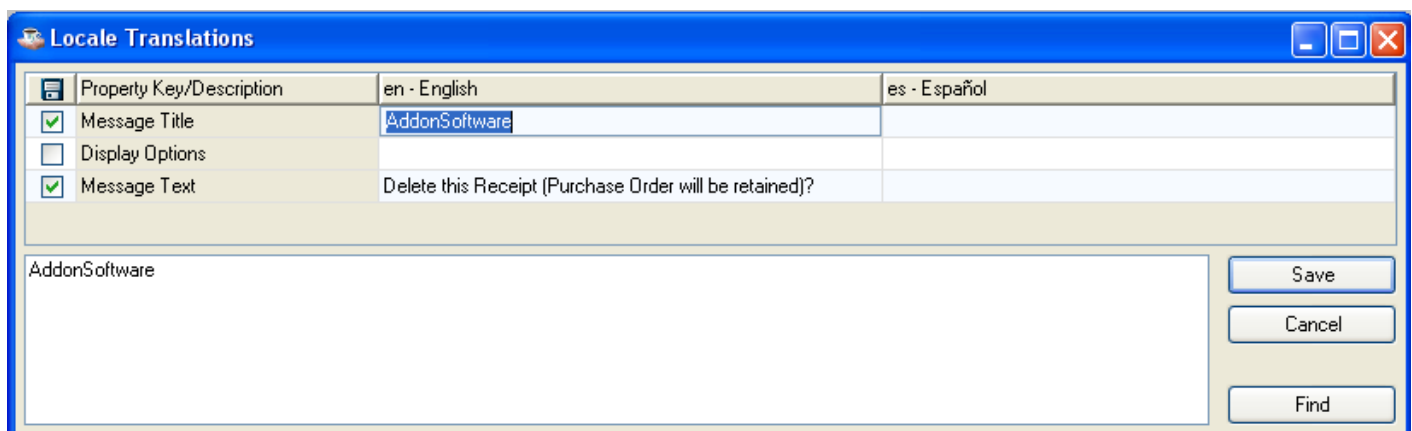 Locale Translations
Property Key/Description en - English es - Español
Message Title AddonSoftware
Display Options
Message Text Delete this Receipt (Purchase Order will be retained)?
AddonSoftware
Save
Cancel
Find